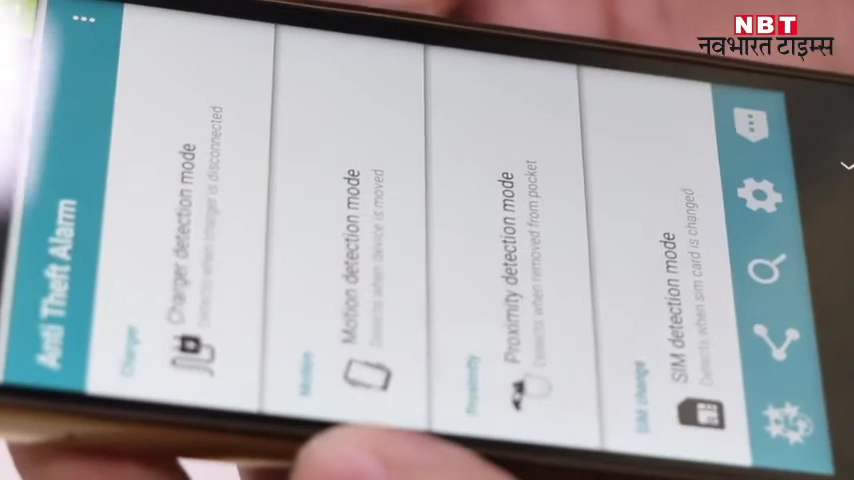 NBT
नवभारत टाइम्स
Anti Theft Alarm
Charger
Charger detection mode
Detects when charger is disconnected
Motion
Motion detection mode
Detects when device is moved
Proximity
Proximity detection mode
Detects when removed from pocket
SIM change
SIM detection mode
Detects when sim card is changed